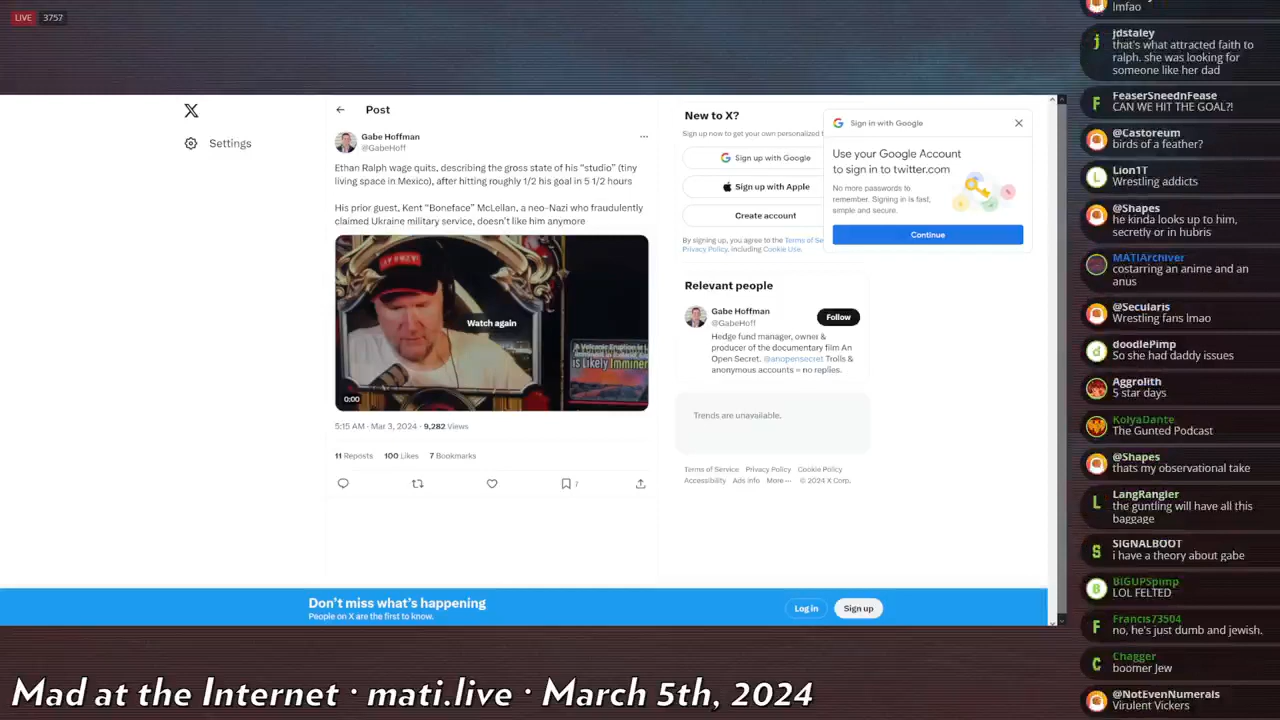 LIVE 3757
Settings
Post
Gabe Hoffman
@GabeHoff
Ethan Ralph wage quits, describing the gross state of his “studio” (tiny
living space in Mexico), after hitting roughly 1/2 his goal in 5 1/2 hours
His prior guest, Kent “Boneface” McLellan, a neo-Nazi who fraudulently
claimed Ukraine military service, doesn’t like him anymore
Watch again
A Volcanic Eruption is
is Likely Imminen
0:00
5:15 AM · Mar 3, 2024 · 9,282 Views
11 Reposts 100 Likes 7 Bookmarks
7
New to X?
Sign up now to get your own personalized t
Sign up with Google
Sign up with Apple
Create account
By signing up, you agree to the Terms of Se
Privacy Policy, including Cookie Use.
Sign in with Google
Use your Google Account
to sign in to twitter.com
No more passwords to
remember. Signing in is fast,
simple and secure.
Continue
Relevant people
Gabe Hoffman
@GabeHoff
Follow
Hedge fund manager, owner &
producer of the documentary film An
Open Secret. @anopensecret Trolls &
anonymous accounts = no replies.
Trends are unavailable.
Terms of Service Privacy Policy Cookie Policy
Accessibility Ads info More ··· © 2024 X Corp.
Don’t miss what’s happening
People on X are the first to know.
Log in
Sign up
lmfao
jdstaley
that's what attracted faith to
ralph. she was looking for
someone like her dad
FeaserSneednFease
CAN WE HIT THE GOAL?!
@Castoreum
birds of a feather?
Lion1T
Wrestling addicts
@Shapes
he kinda looks up to him,
secretly or in hubris
MATIArchiver
costarring an anime and an
anus
@Secularis
Wrestling fans lmao
doodlePimp
So she had daddy issues
Aggrolith
5 star days
KolyaDante
The Gunted Podcast
@Shapes
thats my observational take
LangRangler
the guntling will have all this
baggage
SIGNALBOOT
i have a theory about gabe
BiGUPSpimp
LOL FELTED
Francis73504
no, he's just dumb and jewish.
Chagger
boomer Jew
@NotEvenNumerals
Virulent Vickers
Mad at the Internet · mati.live · March 5th, 2024